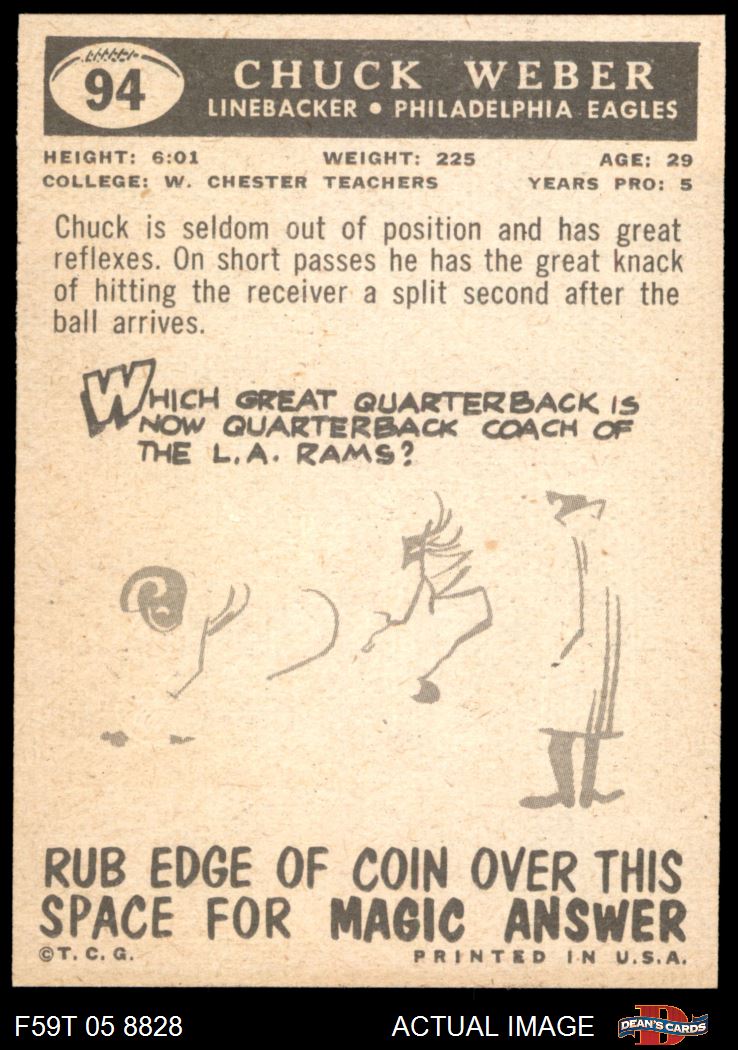 94
CHUCK WEBER
LINEBACKER • PHILADELPHIA EAGLES
HEIGHT: 6:01 WEIGHT: 225 AGE: 29
COLLEGE: W. CHESTER TEACHERS YEARS PRO: 5
Chuck is seldom out of position and has great
reflexes. On short passes he has the great knack
of hitting the receiver a split second after the
ball arrives.
WHICH GREAT QUARTERBACK IS
NOW QUARTERBACK COACH OF
THE L.A. RAMS?
RUB EDGE OF COIN OVER THIS
SPACE FOR MAGIC ANSWER
©T. C. G. PRINTED IN U.S.A.
F59T 05 8828 ACTUAL IMAGE DEAN'S CARDS